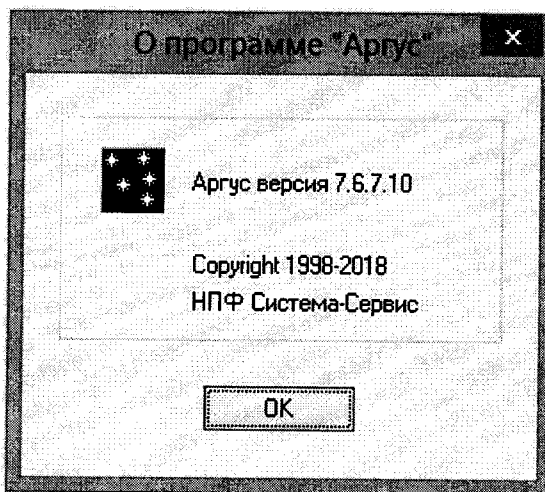 О программе "Аргус"
Аргус версия 7.6.7.10
Copyright 1998-2018
НПФ Система-Сервис
OK